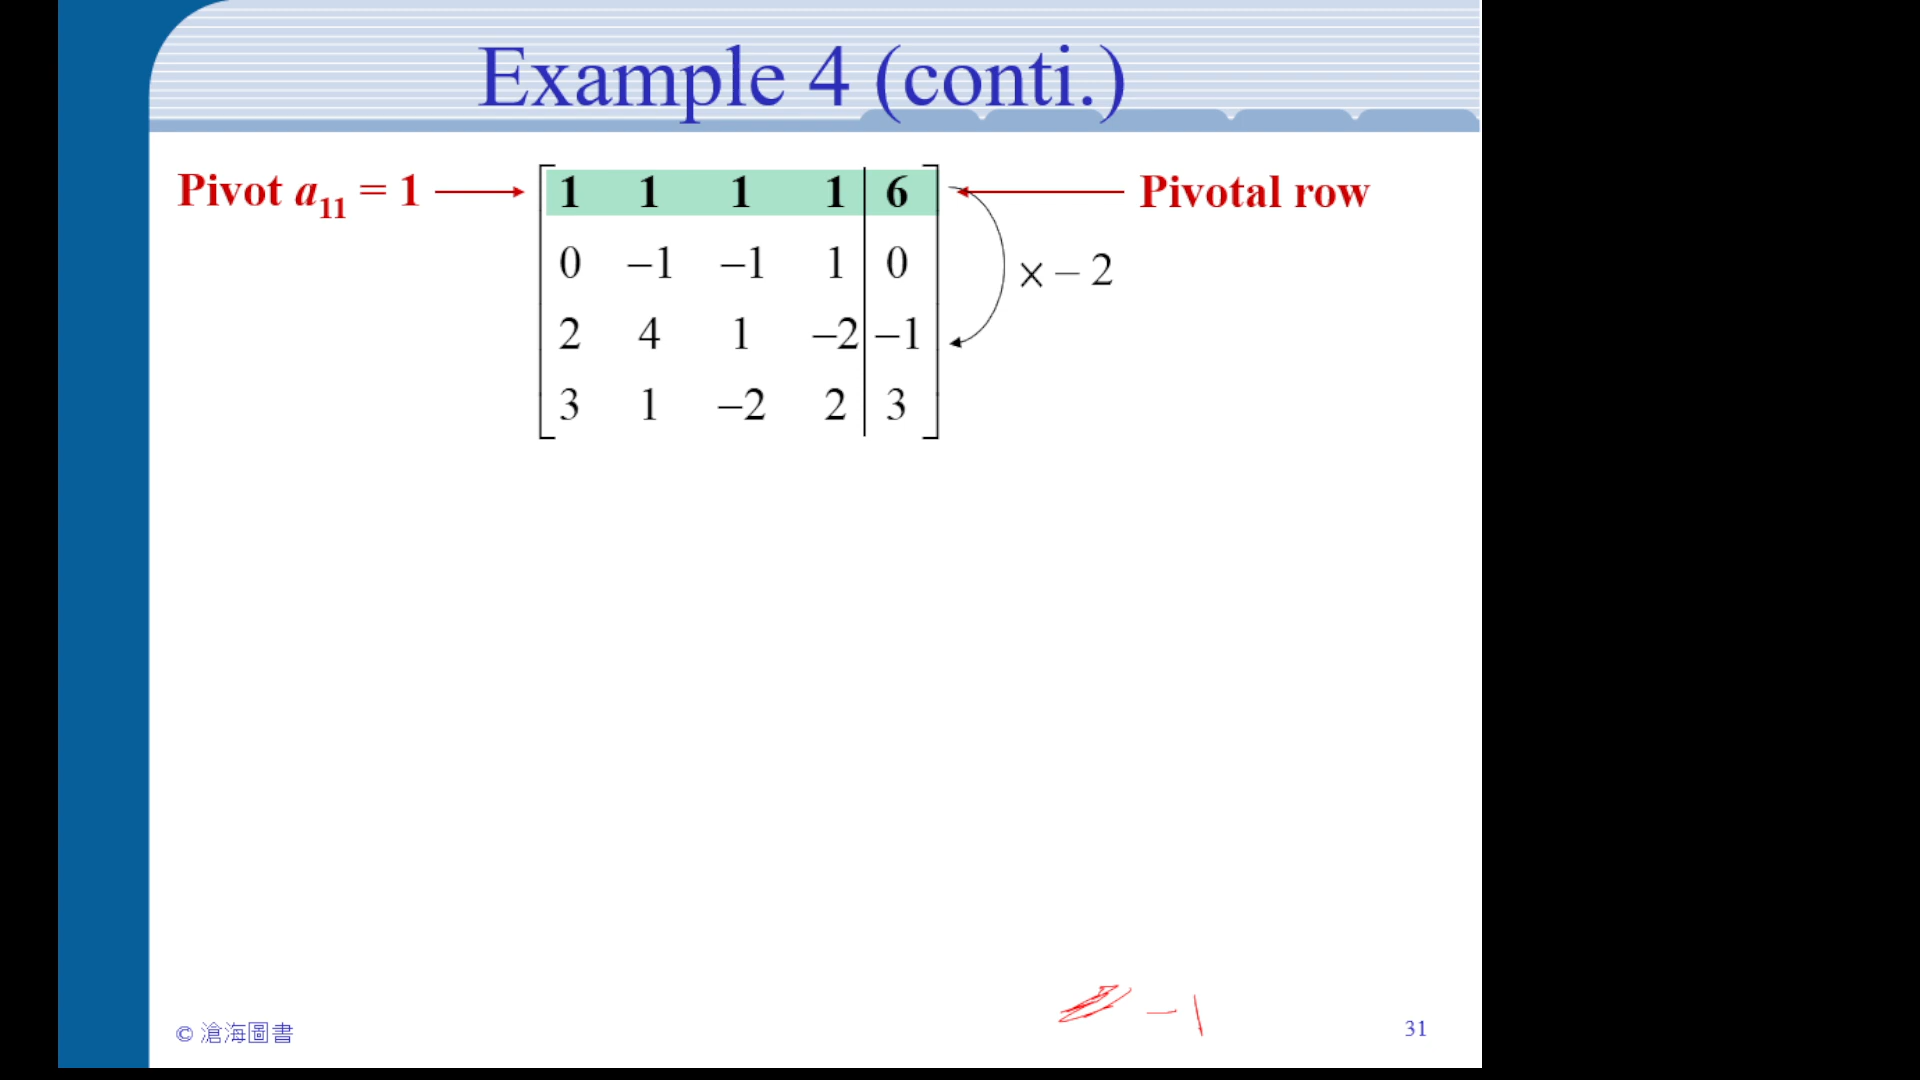 Example 4 (conti.)
Pivot a11 = 1
1 1 1 1 6
Pivotal row
0 –1 –1 1 0
× – 2
2 4 1 –2 –1
3 1 –2 2 3
–1
© 滄海圖書
31